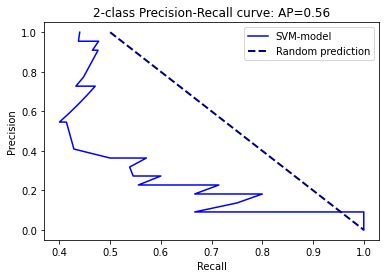 2-class Precision-Recall curve: AP=0.56
1.0
0.8
0.6
0.4
0.2
0.0
Precision
SVM-model
Random prediction
0.4
0.5
0.6
0.7
0.8
0.9
1.0
Recall